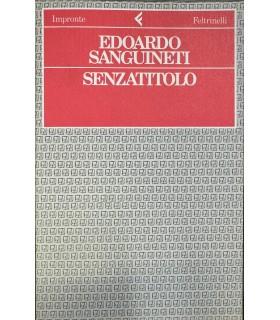 Impronte
Feltrinelli
EDOARDO
SANGUINETI
SENZATITOLO